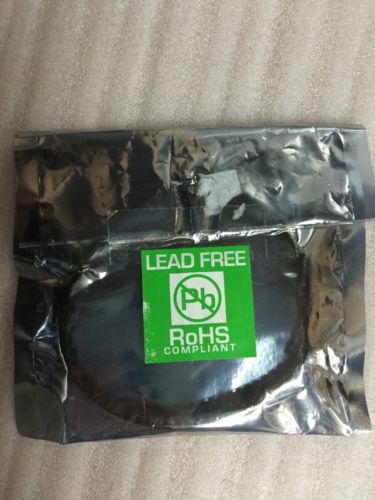 LEAD FREE
Pb
RoHS
COMPLIANT